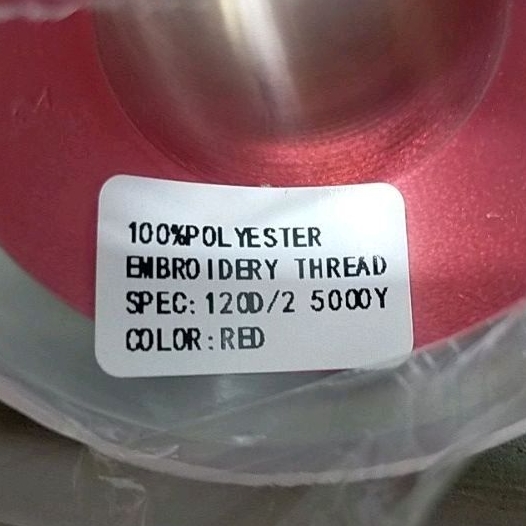 100%POLYESTER
EMBROIDERY THREAD
SPEC: 120D/2 5000Y
COLOR:RED